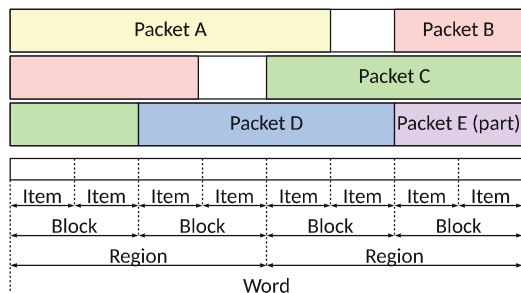 Packet A Packet B
Packet C
Packet D Packet E (part)
Item Item Item Item Item Item Item Item
Block Block Block Block
Region Region
Word